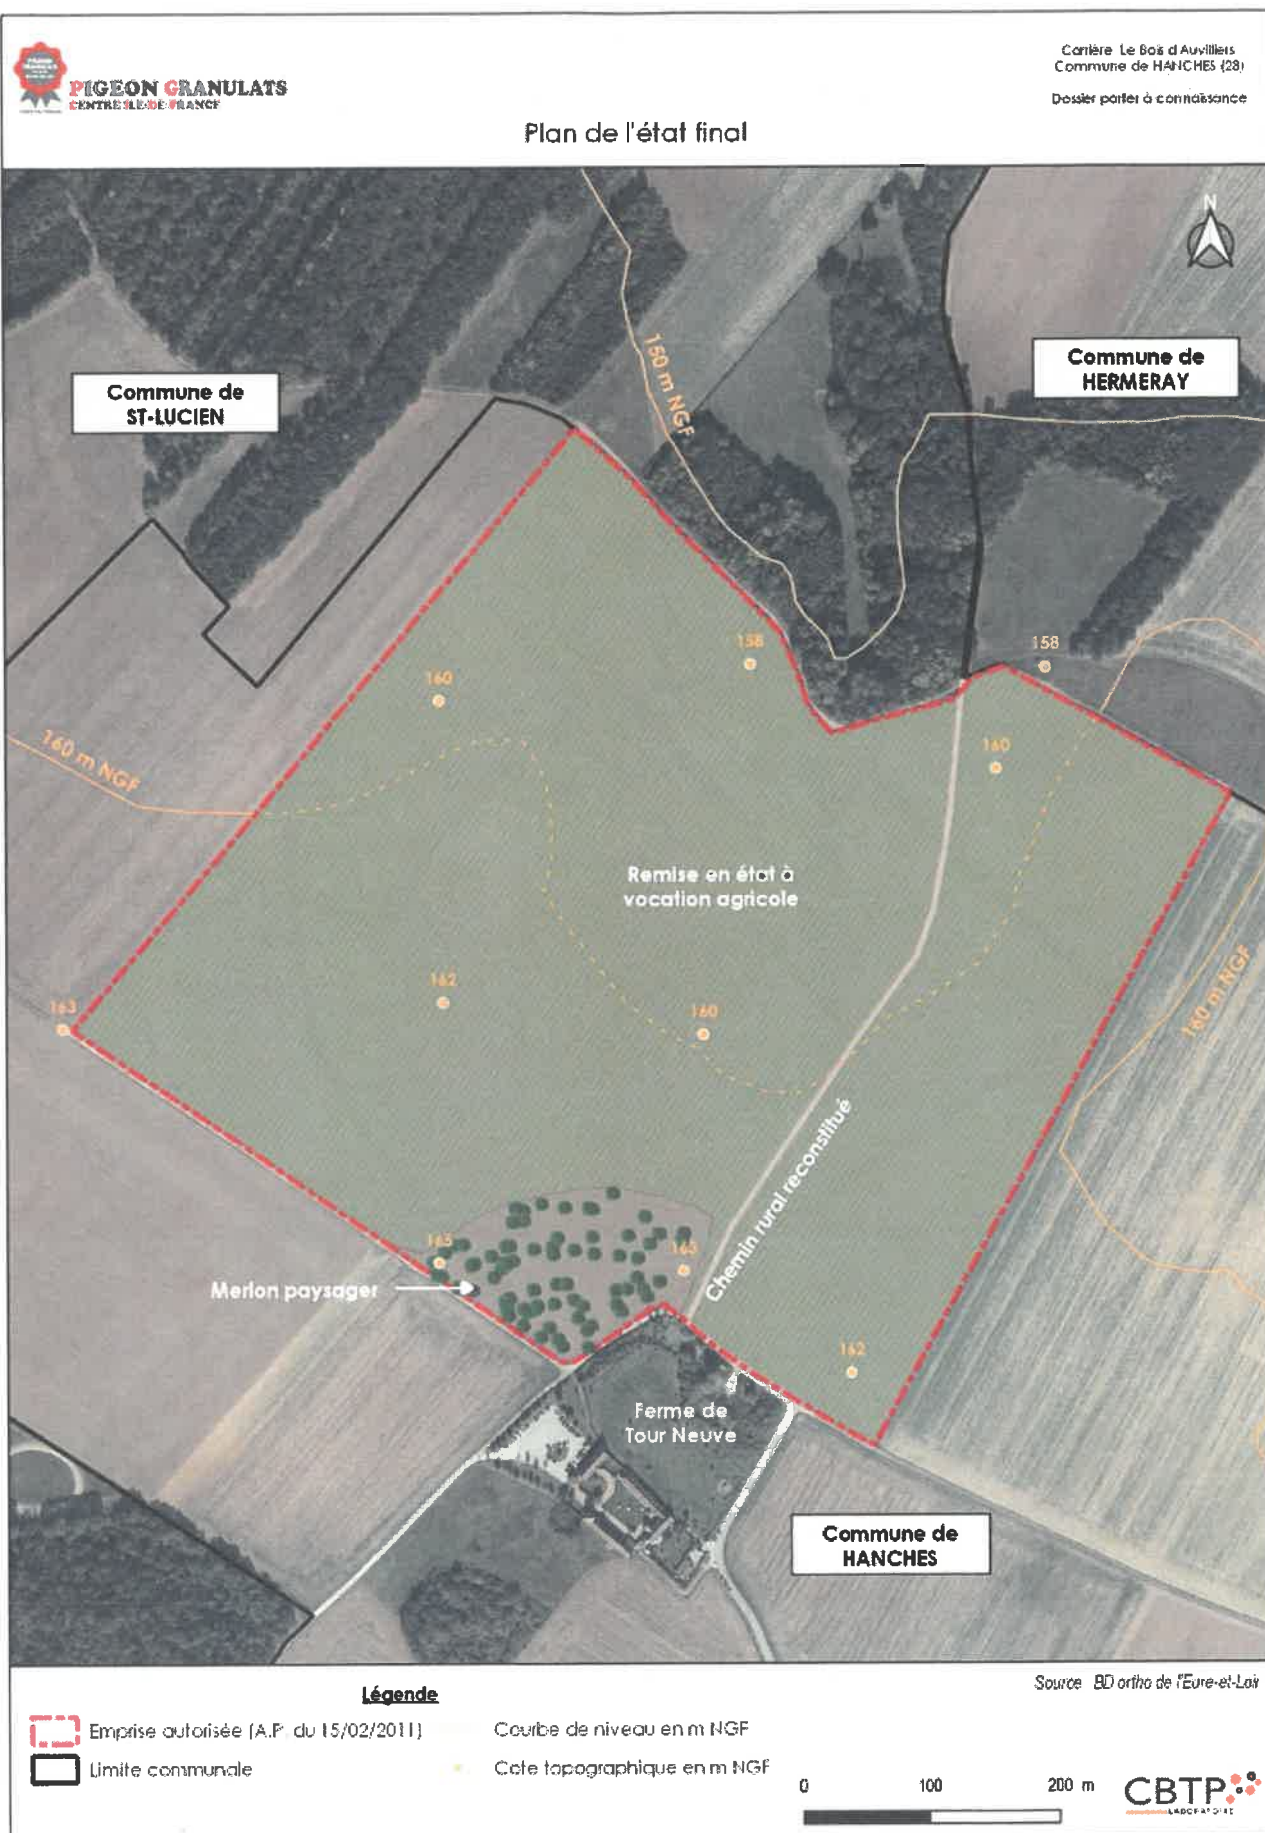 PIGEON GRANULATS
CENTRE ILE-DE-FRANCE
Carrière Le Bois d'Auvilliers
Commune de HANCHES (28)
Dossier porter à connaissance
Plan de l'état final
N
150 m NGF
Commune de
HERMERAY
Commune de
ST-LUCIEN
158
158
160
160 m NGF
160
Remise en état à
vocation agricole
162
160
163
160 m NGF
Chemin rural reconstitué
165
163
Merlon paysager
162
Ferme de
Tour Neuve
Commune de
HANCHES
Source BD ortho de l'Eure-et-Loir
Légende
Emprise autorisée (A.P. du 15/02/2011)
Courbe de niveau en m NGF
Limite communale
Cote topographique en m NGF
0 100 200 m
CBTP
LABORATOIRE